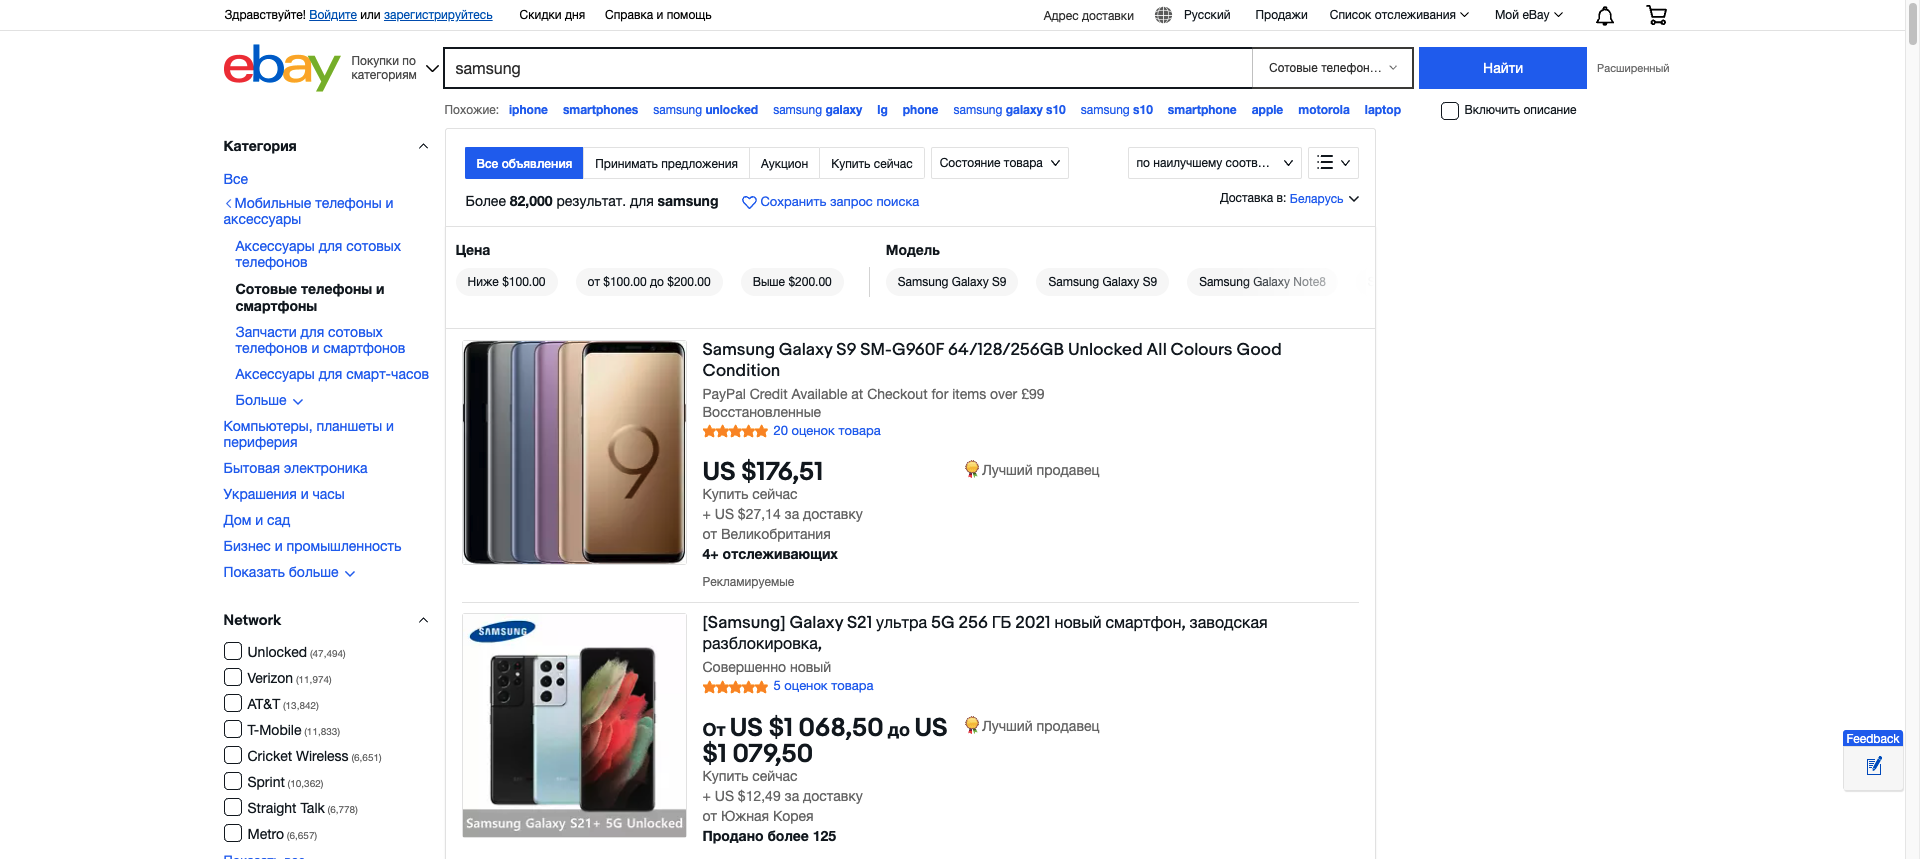 Здравствуйте! Войдите или зарегистрируйтесь Скидки дня Справка и помощь Адрес доставки Русский Продажи Список отслеживания Мой eBay
ebay Покупки по категориям samsung Сотовые телефон... Найти Расширенный
Похожие: iphone smartphones samsung unlocked samsung galaxy lg phone samsung galaxy s10 samsung s10 smartphone apple motorola laptop Включить описание
Категория
Все
Мобильные телефоны и
аксессуары
Аксессуары для сотовых
телефонов
Сотовые телефоны и
смартфоны
Запчасти для сотовых
телефонов и смартфонов
Аксессуары для смарт-часов
Больше
Компьютеры, планшеты и
периферия
Бытовая электроника
Украшения и часы
Дом и сад
Бизнес и промышленность
Показать больше
Network
Unlocked (47,494)
Verizon (11,974)
AT&T (13,842)
T-Mobile (11,833)
Cricket Wireless (6,651)
Sprint (10,362)
Straight Talk (6,778)
Metro (6,657)
Все объявления Принимать предложения Аукцион Купить сейчас Состояние товара по наилучшему соотв...
Более 82,000 результат. для samsung Сохранить запрос поиска Доставка в: Беларусь
Цена Модель
Ниже $100.00 от $100.00 до $200.00 Выше $200.00 Samsung Galaxy S9 Samsung Galaxy S9 Samsung Galaxy Note8
Samsung Galaxy S9 SM-G960F 64/128/256GB Unlocked All Colours Good
Condition
PayPal Credit Available at Checkout for items over £99
Восстановленные
20 оценок товара
US $176,51 Лучший продавец
Купить сейчас
+ US $27,14 за доставку
от Великобритания
4+ отслеживающих
Рекламируемые
9
SAMSUNG
Samsung Galaxy S21+ 5G Unlocked
[Samsung] Galaxy S21 ультра 5G 256 ГБ 2021 новый смартфон, заводская
разблокировка,
Совершенно новый
5 оценок товара
от US $1 068,50 до US Лучший продавец
$1 079,50
Купить сейчас
+ US $12,49 за доставку
от Южная Корея
Продано более 125
Feedback